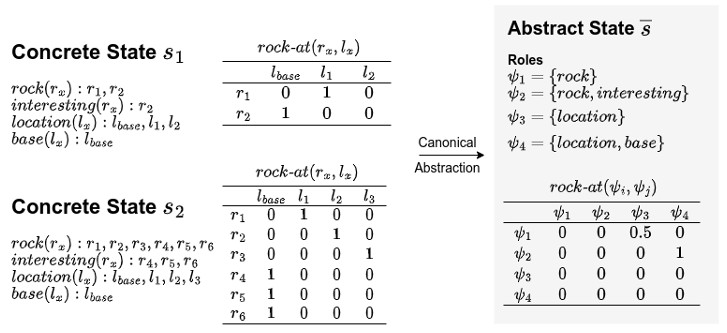 Concrete State s₁
rock(rₓ) : r₁, r₂
interesting(rₓ) : r₂
location(lₓ) : l_base, l₁, l₂
base(lₓ) : l_base
rock-at(rₓ, lₓ)
l_base l₁ l₂
r₁ 0 1 0
r₂ 1 0 0
Concrete State s₂
rock(rₓ) : r₁, r₂, r₃, r₄, r₅, r₆
interesting(rₓ) : r₄, r₅, r₆
location(lₓ) : l_base, l₁, l₂, l₃
base(lₓ) : l_base
rock-at(rₓ, lₓ)
l_base l₁ l₂ l₃
r₁ 0 1 0 0
r₂ 0 0 1 0
r₃ 0 0 0 1
r₄ 1 0 0 0
r₅ 1 0 0 0
r₆ 1 0 0 0
Canonical
Abstraction
Abstract State s̅
Roles
ψ₁ = {rock}
ψ₂ = {rock, interesting}
ψ₃ = {location}
ψ₄ = {location, base}
rock-at(ψᵢ, ψⱼ)
ψ₁ ψ₂ ψ₃ ψ₄
ψ₁ 0 0 0.5 0
ψ₂ 0 0 0 1
ψ₃ 0 0 0 0
ψ₄ 0 0 0 0